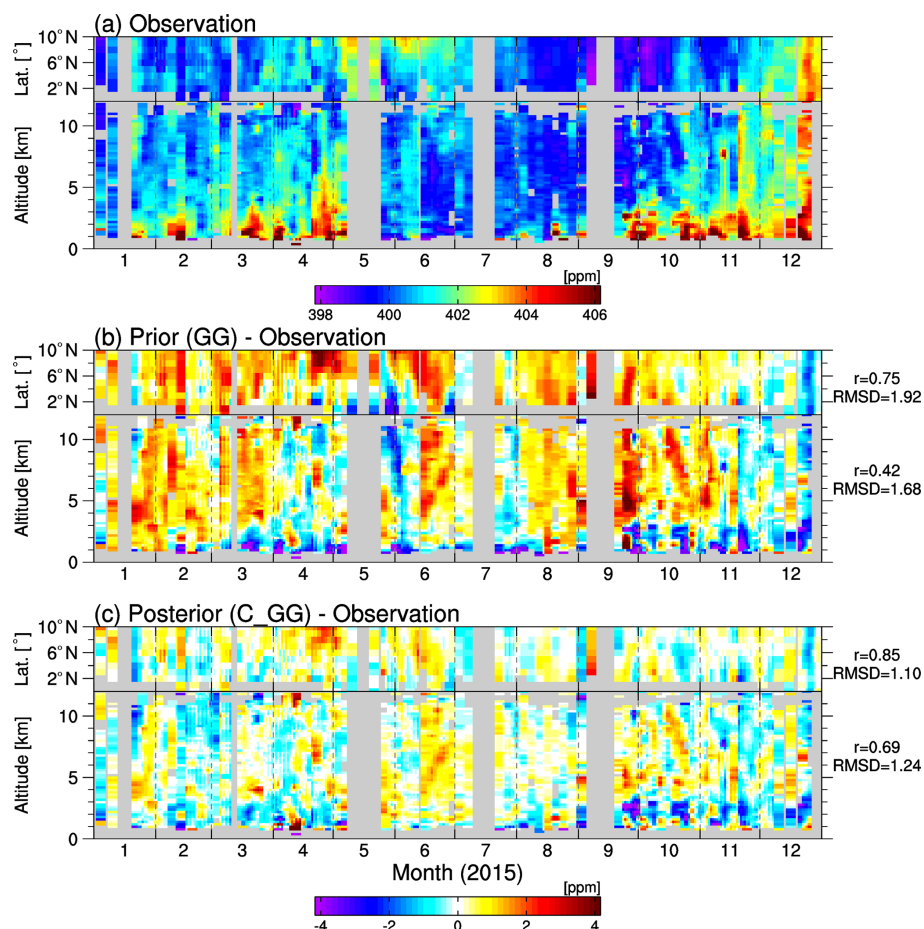 (a) Observation
10°N
6°N
2°N
Lat. [°]
10
5
0
Altitude [km]
1 2 3 4 5 6 7 8 9 10 11 12
[ppm]
398 400 402 404 406
(b) Prior (GG) - Observation
10°N
6°N
2°N
Lat. [°]
r=0.75
RMSD=1.92
10
5
0
Altitude [km]
r=0.42
RMSD=1.68
1 2 3 4 5 6 7 8 9 10 11 12
(c) Posterior (C_GG) - Observation
10°N
6°N
2°N
Lat. [°]
r=0.85
RMSD=1.10
10
5
0
Altitude [km]
r=0.69
RMSD=1.24
1 2 3 4 5 6 7 8 9 10 11 12
Month (2015)
[ppm]
-4 -2 0 2 4